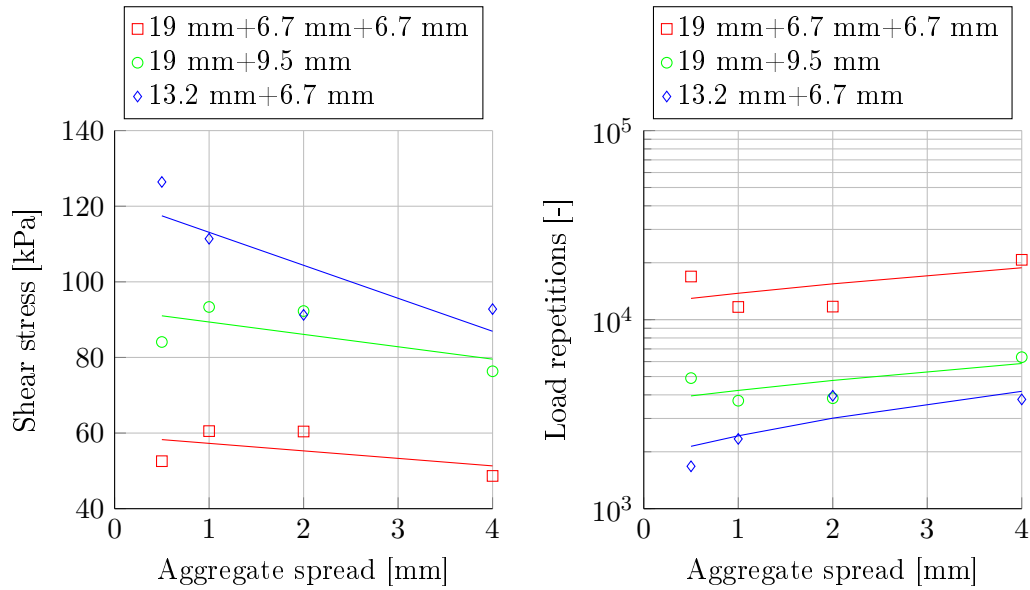 19 mm+6.7 mm+6.7 mm
19 mm+9.5 mm
13.2 mm+6.7 mm
140
120
100
80
60
40
0
1
2
3
4
Shear stress [kPa]
Aggregate spread [mm]
19 mm+6.7 mm+6.7 mm
19 mm+9.5 mm
13.2 mm+6.7 mm
10^5
10^4
10^3
0
1
2
3
4
Load repetitions [-]
Aggregate spread [mm]